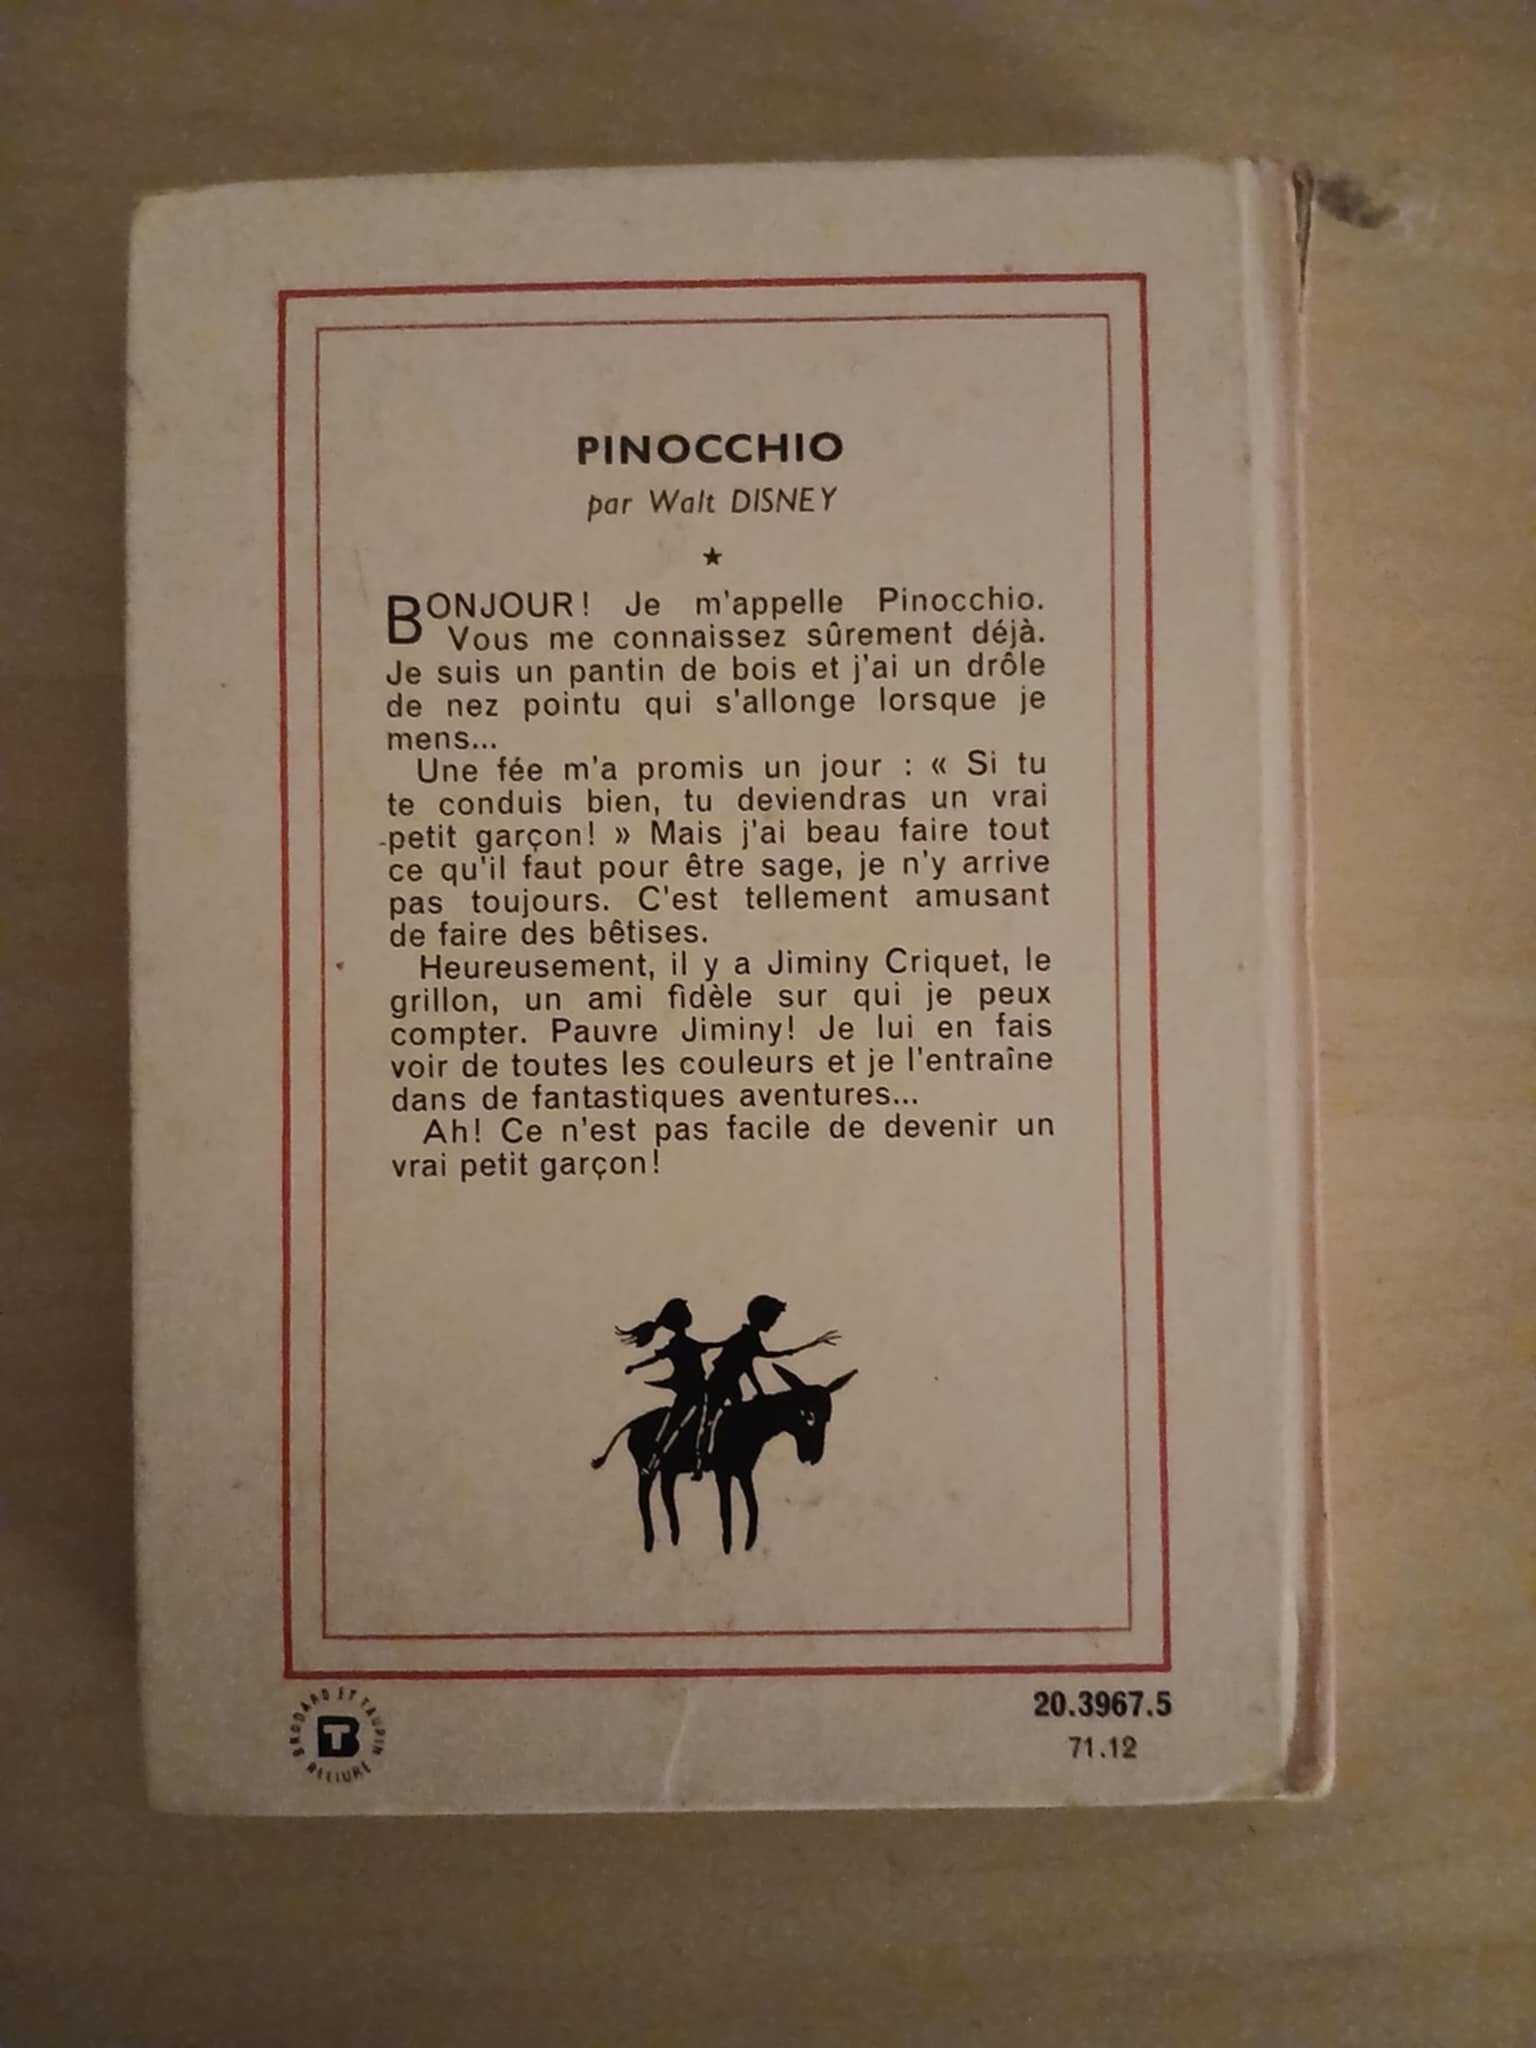 PINOCCHIO
par Walt DISNEY
★
BONJOUR! Je m'appelle Pinocchio.
Vous me connaissez sûrement déjà.
Je suis un pantin de bois et j'ai un drôle
de nez pointu qui s'allonge lorsque je
mens...
Une fée m'a promis un jour : « Si tu
te conduis bien, tu deviendras un vrai
petit garçon! » Mais j'ai beau faire tout
ce qu'il faut pour être sage, je n'y arrive
pas toujours. C'est tellement amusant
de faire des bêtises.
Heureusement, il y a Jiminy Criquet, le
grillon, un ami fidèle sur qui je peux
compter. Pauvre Jiminy! Je lui en fais
voir de toutes les couleurs et je l'entraîne
dans de fantastiques aventures...
Ah! Ce n'est pas facile de devenir un
vrai petit garçon!
BRODARD ET TAUPIN
BT
RELIURE
20.3967.5
71.12